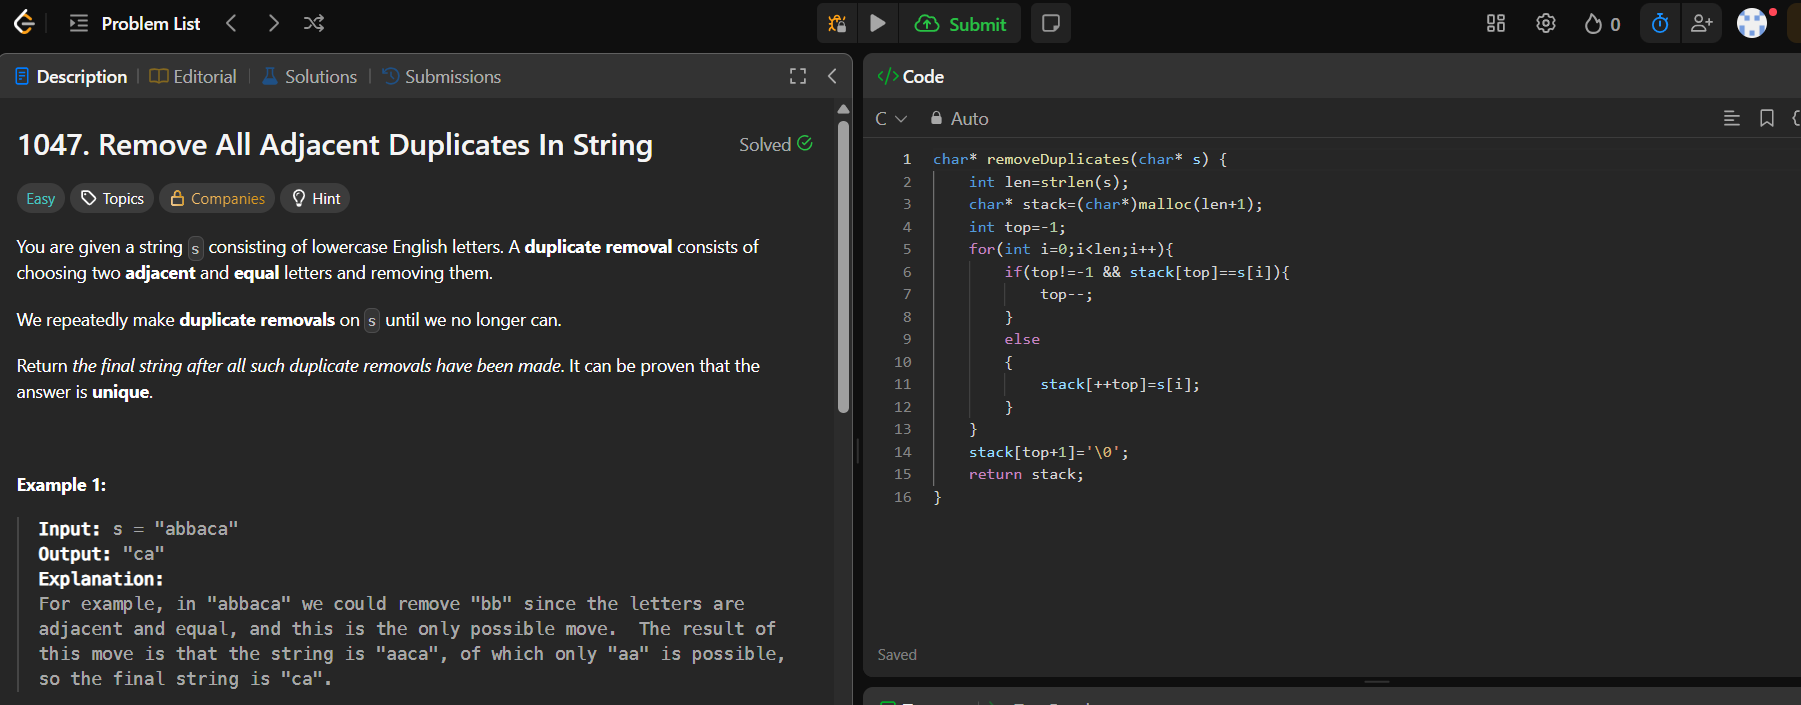 Problem List
Submit
0
Description
Editorial
Solutions
Submissions
1047. Remove All Adjacent Duplicates In String
Solved
Easy
Topics
Companies
Hint
You are given a string s consisting of lowercase English letters. A duplicate removal consists of
choosing two adjacent and equal letters and removing them.
We repeatedly make duplicate removals on s until we no longer can.
Return the final string after all such duplicate removals have been made. It can be proven that the
answer is unique.
Example 1:
Input: s = "abbaca"
Output: "ca"
Explanation:
For example, in "abbaca" we could remove "bb" since the letters are
adjacent and equal, and this is the only possible move.  The result of
this move is that the string is "aaca", of which only "aa" is possible,
so the final string is "ca".
</> Code
C
Auto
1 char* removeDuplicates(char* s) {
2     int len=strlen(s);
3     char* stack=(char*)malloc(len+1);
4     int top=-1;
5     for(int i=0;i<len;i++){
6         if(top!=-1 && stack[top]==s[i]){
7             top--;
8         }
9         else
10         {
11             stack[++top]=s[i];
12         }
13     }
14     stack[top+1]='\0';
15     return stack;
16 }
Saved